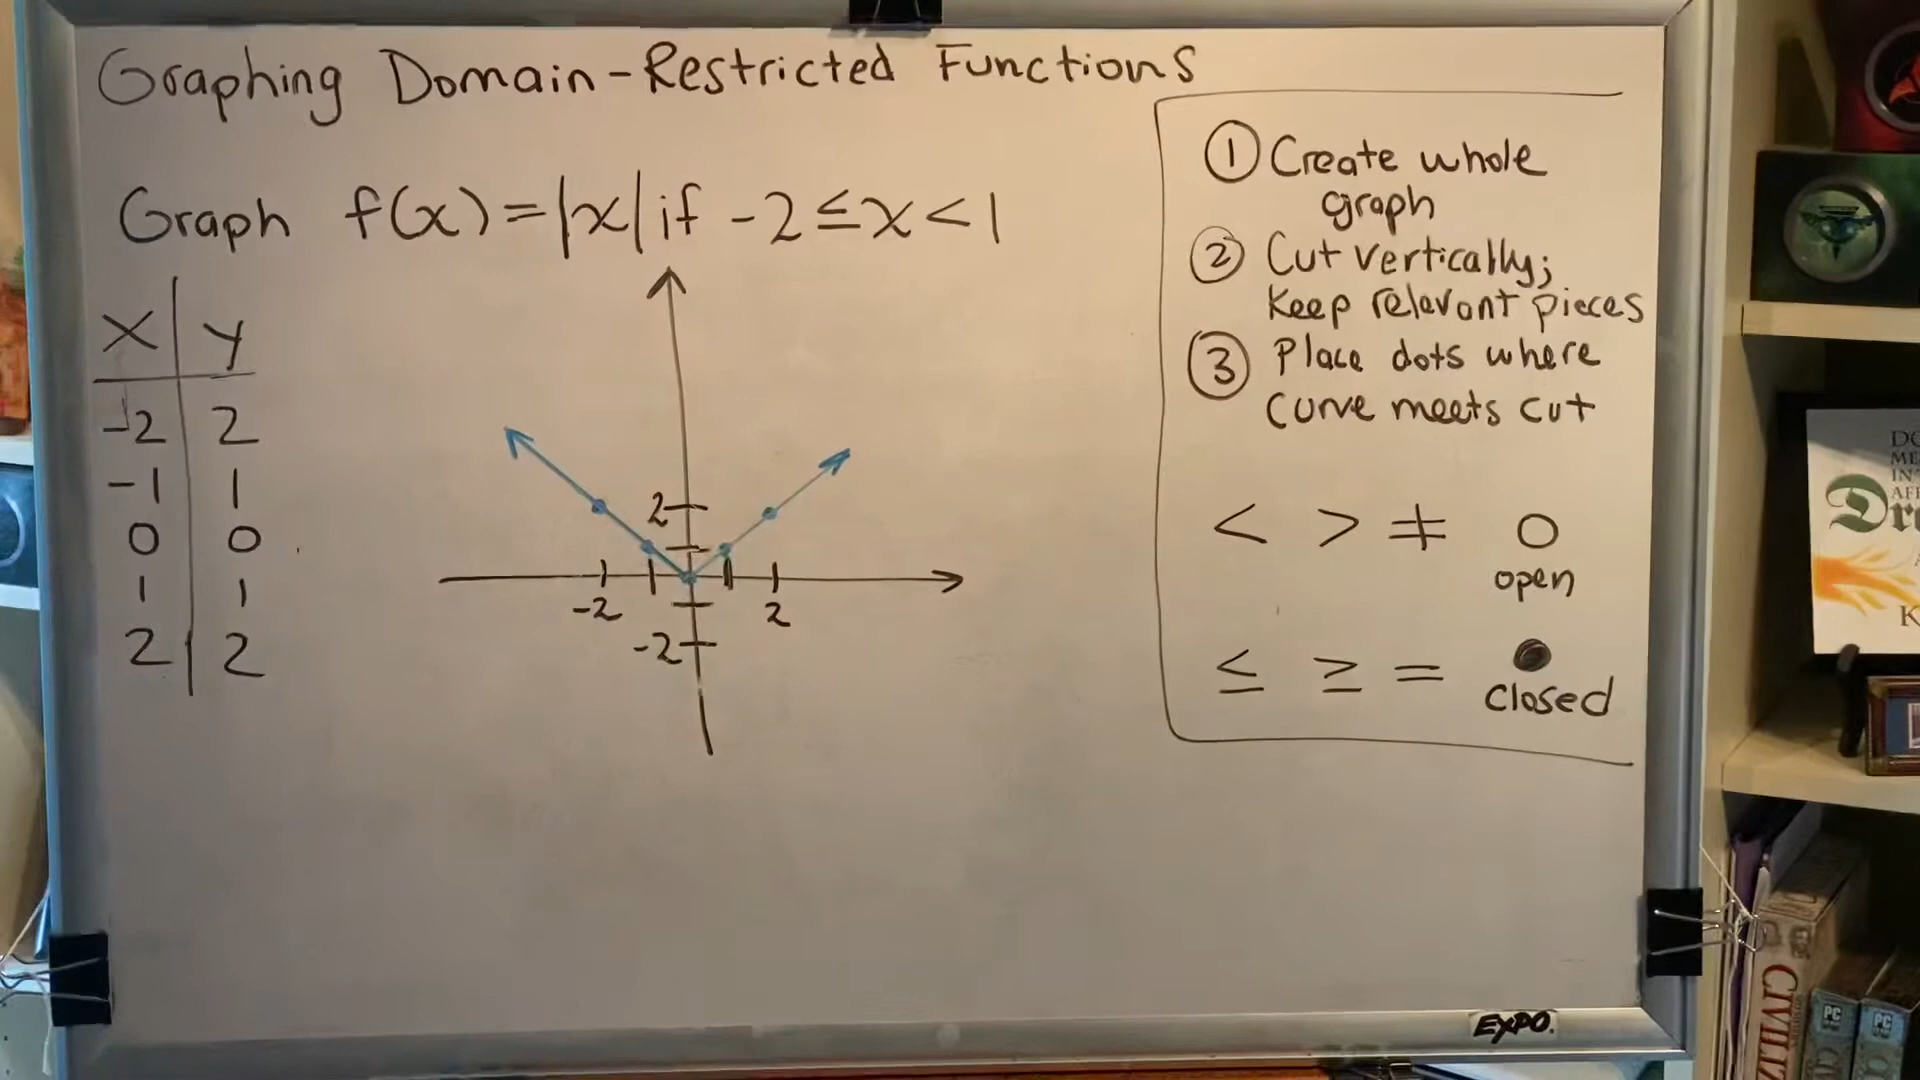 Graphing Domain-Restricted Functions
Graph f(x)=|x| if -2≤x<1
x y
-2 2
-1 1
0 0
1 1
2 2
2
-2 2
-2
① Create whole
graph
② Cut vertically;
keep relevant pieces
③ Place dots where
curve meets cut
< > ≠ O
open
≤ ≥ = ●
closed
EXPO.
PC
PC